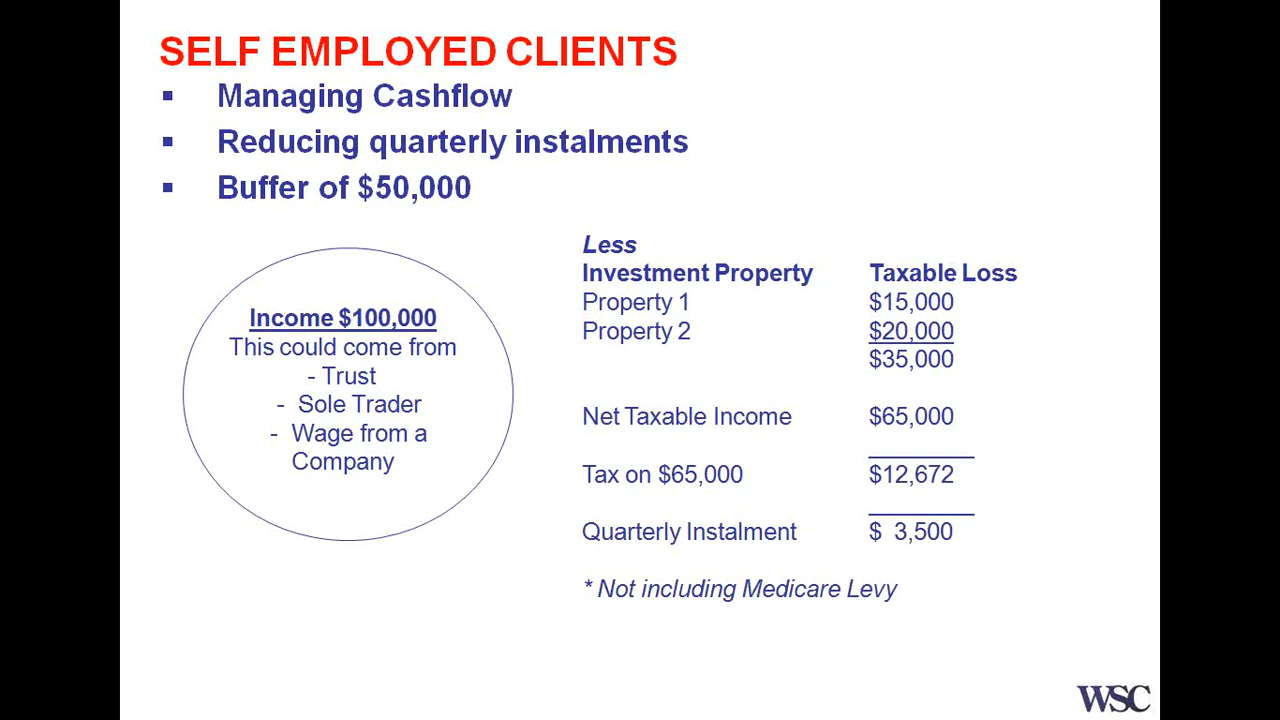 SELF EMPLOYED CLIENTS
▪ Managing Cashflow
▪ Reducing quarterly instalments
▪ Buffer of $50,000
Income $100,000
This could come from
- Trust
- Sole Trader
- Wage from a
Company
Less
Investment Property Taxable Loss
Property 1 $15,000
Property 2 $20,000
$35,000
Net Taxable Income $65,000
Tax on $65,000 $12,672
Quarterly Instalment $ 3,500
* Not including Medicare Levy
WSC